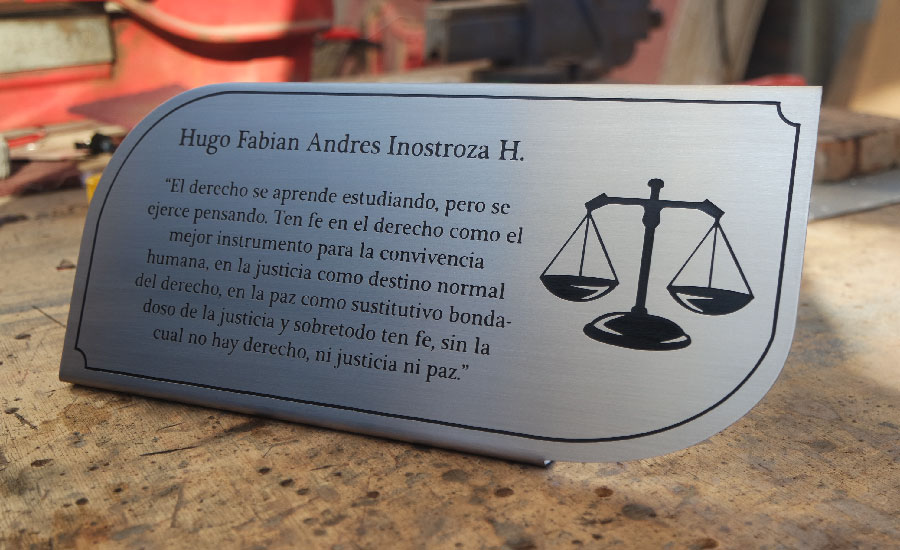 Hugo Fabian Andres Inostroza H.
“El derecho se aprende estudiando, pero se
ejerce pensando. Ten fe en el derecho como el
mejor instrumento para la convivencia
humana, en la justicia como destino normal
del derecho, en la paz como sustitutivo bonda-
doso de la justicia y sobretodo ten fe, sin la
cual no hay derecho, ni justicia ni paz.”